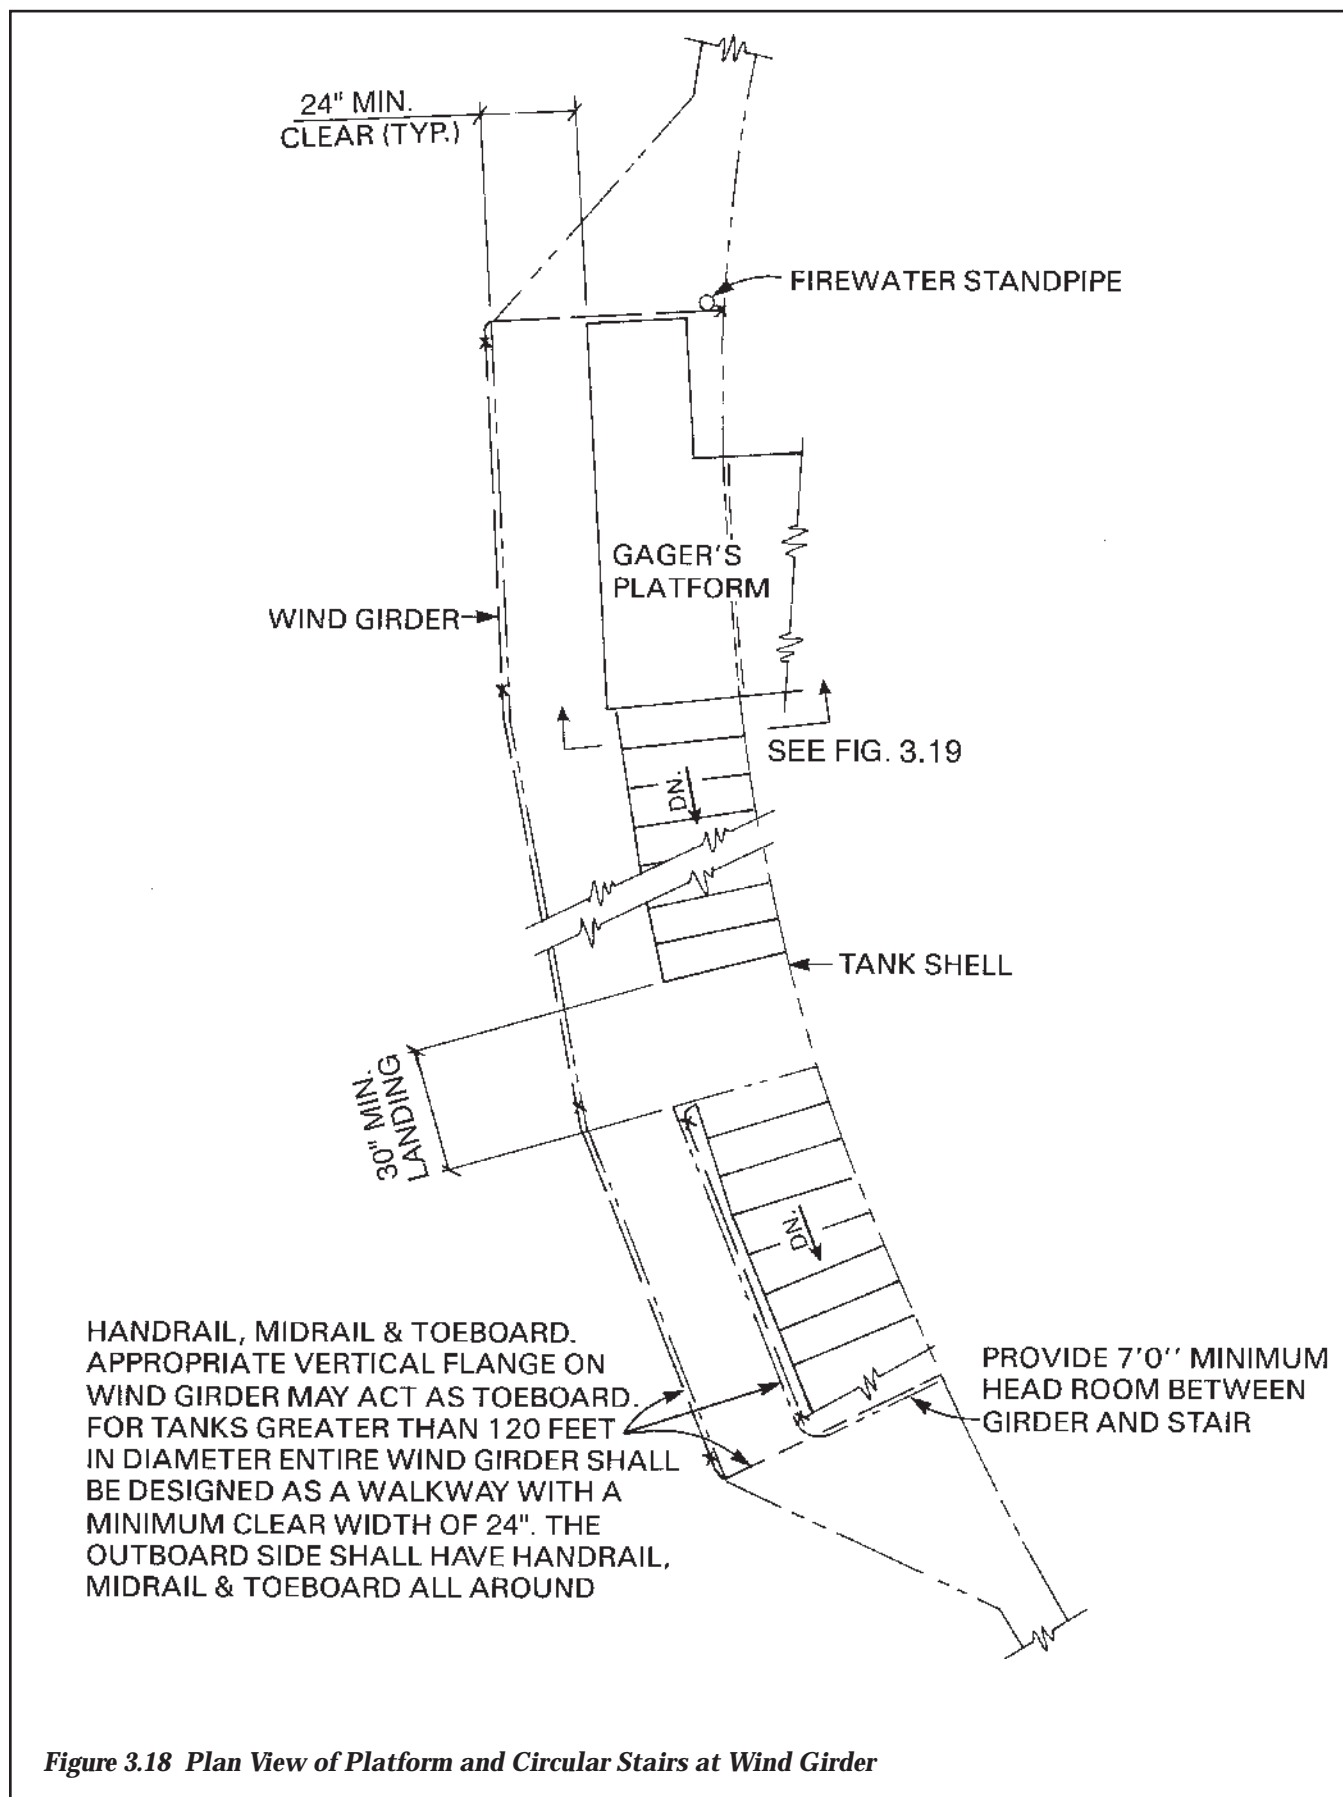 24" MIN.
CLEAR (TYP.)
FIREWATER STANDPIPE
GAGER'S
PLATFORM
WIND GIRDER
SEE FIG. 3.19
DN.
TANK SHELL
30" MIN.
LANDING
DN.
HANDRAIL, MIDRAIL & TOEBOARD.
APPROPRIATE VERTICAL FLANGE ON
WIND GIRDER MAY ACT AS TOEBOARD.
FOR TANKS GREATER THAN 120 FEET
IN DIAMETER ENTIRE WIND GIRDER SHALL
BE DESIGNED AS A WALKWAY WITH A
MINIMUM CLEAR WIDTH OF 24". THE
OUTBOARD SIDE SHALL HAVE HANDRAIL,
MIDRAIL & TOEBOARD ALL AROUND
PROVIDE 7'0'' MINIMUM
HEAD ROOM BETWEEN
GIRDER AND STAIR
Figure 3.18 Plan View of Platform and Circular Stairs at Wind Girder